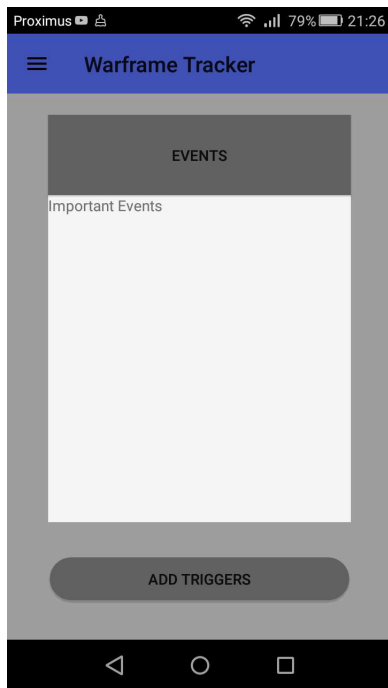 Proximus 79% 21:26
Warframe Tracker
EVENTS
Important Events
ADD TRIGGERS